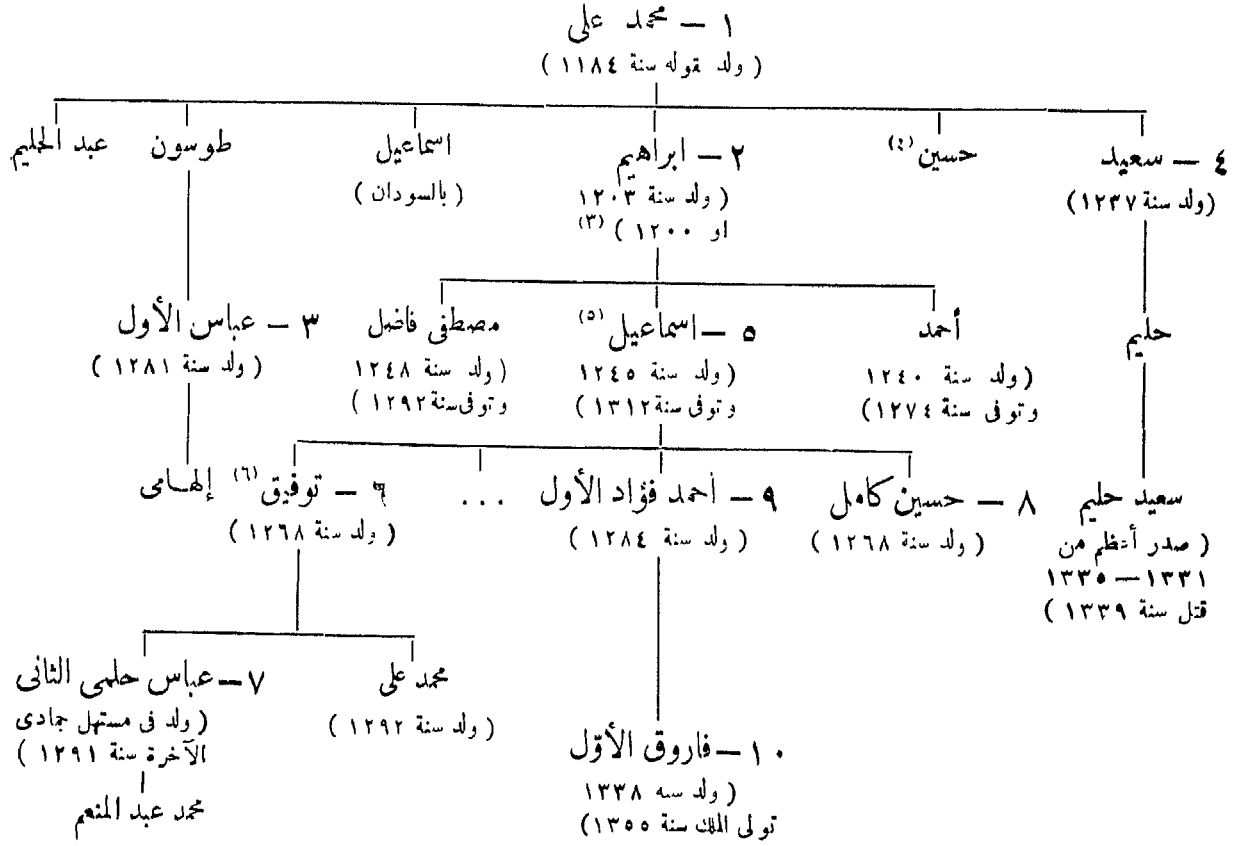 ١ — محمد على
( ولد بقوله سنة ١١٨٤ )
٤ — سعيد
(ولد سنة ١٢٣٧)
حسين (٤)
٢ — ابراهيم
( ولد سنة ١٢٠٣
او ١٢٠٠ ) (٣)
اسماعيل
( بالسودان )
طوسون
عبد الحليم
حليم
أحمد
( ولد سنة ١٢٤٠
وتوفى سنة ١٢٧٤)
٥ — اسماعيل (٥)
( ولد سنة ١٢٤٥
وتوفى سنة ١٣١٢)
مصطفى فاضل
( ولد سنة ١٢٤٨
وتوفى سنة ١٢٩٢ )
٣ — عباس الأول
( ولد سنة ١٢٨١ )
سعيد حليم
( صدر أعظم من
١٣٣١—١٣٣٥
قتل سنة ١٣٣٩ )
٨ — حسين كامل
( ولد سنة ١٢٦٨ )
٩ — أحمد فؤاد الأول
( ولد سنة ١٢٨٤ )
...
٦ — توفيق (٦)
( ولد سنة ١٢٦٨ )
إلهامى
محمد على
( ولد سنة ١٢٩٢ )
٧ — عباس حلمى الثانى
( ولد فى مستهل جمادى
الآخرة سنة ١٢٩١ )
محمد عبد المنعم
١٠ — فاروق الأول
( ولد سنه ١٣٣٨
تولى الملك سنة ١٣٥٥)